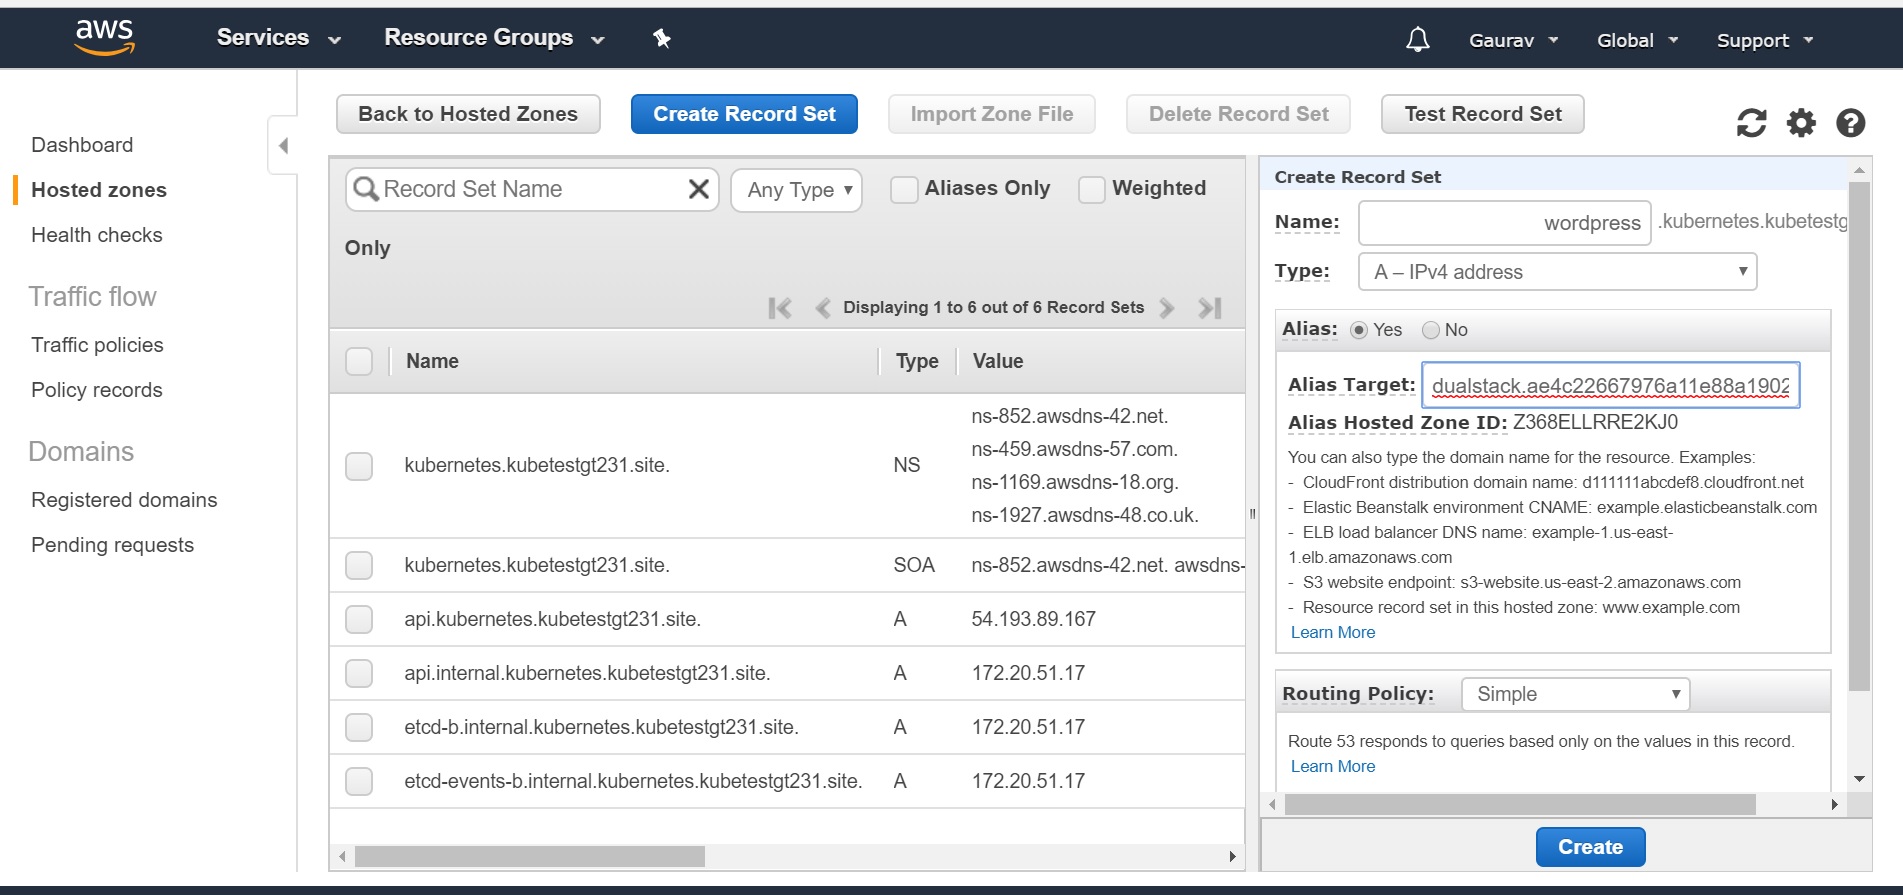 aws
Services
Resource Groups
Gaurav
Global
Support
Dashboard
Hosted zones
Health checks
Traffic flow
Traffic policies
Policy records
Domains
Registered domains
Pending requests
Back to Hosted Zones
Create Record Set
Import Zone File
Delete Record Set
Test Record Set
Record Set Name
Any Type
Aliases Only
Weighted
Only
Displaying 1 to 6 out of 6 Record Sets
Name Type Value
kubernetes.kubetestgt231.site. NS
ns-852.awsdns-42.net.
ns-459.awsdns-57.com.
ns-1169.awsdns-18.org.
ns-1927.awsdns-48.co.uk.
kubernetes.kubetestgt231.site. SOA ns-852.awsdns-42.net. awsdns-
api.kubernetes.kubetestgt231.site. A 54.193.89.167
api.internal.kubernetes.kubetestgt231.site. A 172.20.51.17
etcd-b.internal.kubernetes.kubetestgt231.site. A 172.20.51.17
etcd-events-b.internal.kubernetes.kubetestgt231.site. A 172.20.51.17
Create Record Set
Name: wordpress .kubernetes.kubetestg
Type: A – IPv4 address
Alias: Yes No
Alias Target: dualstack.ae4c22667976a11e88a1902
Alias Hosted Zone ID: Z368ELLRRE2KJ0
You can also type the domain name for the resource. Examples:
- CloudFront distribution domain name: d111111abcdef8.cloudfront.net
- Elastic Beanstalk environment CNAME: example.elasticbeanstalk.com
- ELB load balancer DNS name: example-1.us-east-
1.elb.amazonaws.com
- S3 website endpoint: s3-website.us-east-2.amazonaws.com
- Resource record set in this hosted zone: www.example.com
Learn More
Routing Policy: Simple
Route 53 responds to queries based only on the values in this record.
Learn More
Create